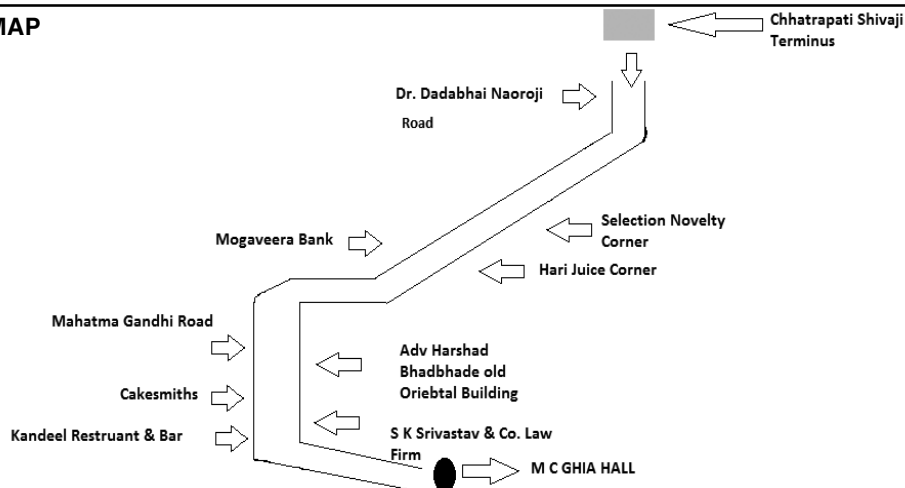 MAP
Chhatrapati Shivaji
Terminus
Dr. Dadabhai Naoroji
Road
Selection Novelty
Corner
Mogaveera Bank
Hari Juice Corner
Mahatma Gandhi Road
Adv Harshad
Bhadbhade old
Oriebtal Building
Cakesmiths
Kandeel Restruant & Bar
S K Srivastav & Co. Law
Firm
M C GHIA HALL